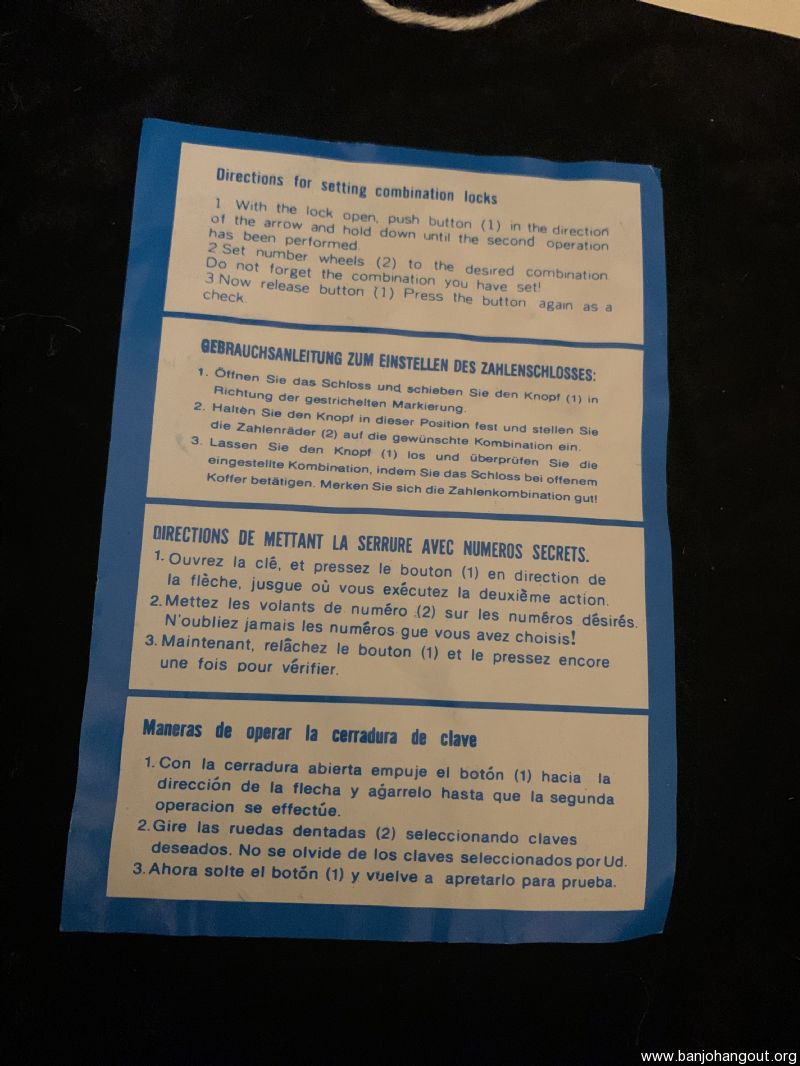 Directions for setting combination locks
1 With the lock open, push button (1) in the direction
of the arrow and hold down until the second operation
has been performed.
2 Set number wheels (2) to the desired combination
Do not forget the combination you have set!
3 Now release button (1) Press the button again as a
check.
GEBRAUCHSANLEITUNG ZUM EINSTELLEN DES ZAHLENSCHLOSSES:
1. Öffnen Sie das Schloss und schieben Sie den Knopf (1) in
Richtung der gestrichelten Markierung.
2. Haltèn Sie den Knopf in dieser Position fest und stellen Sie
die Zahlenräder (2) auf die gewünschte Kombination ein.
3. Lassen Sie den Knopf (1) los und überprüfen Sie die
eingestellte Kombination, indem Sie das Schloss bei offenem
Koffer betätigen. Merken Sie sich die Zahlenkombination gut!
DIRECTIONS DE METTANT LA SERRURE AVEC NUMEROS SECRETS.
1. Ouvrez la clé, et pressez le bouton (1) en direction de
la flèche, jusgue où vous exécutez la deuxième action.
2. Mettez les volants de numéro (2) sur les numéros désirés.
N'oubliez jamais les numéros gue vous avez choisis!
3. Maintenant, relâchez le bouton (1) et le pressez encore
une fois pour vérifier.
Maneras de operar la cerradura de clave
1. Con la cerradura abierta empuje el botón (1) hacia la
dirección de la flecha y agárrelo hasta que la segunda
operacion se effectúe.
2. Gire las ruedas dentadas (2) seleccionando claves
deseados. No se olvide de los claves seleccionados por Ud.
3. Ahora solte el botón (1) y vuelve a apretarlo para prueba.
www.banjohangout.org